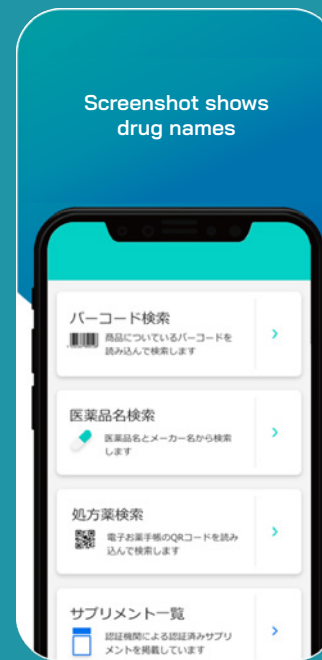 Screenshot shows
drug names
バーコード検索
商品についているバーコードを
読み込んで検索します
医薬品名検索
医薬品名とメーカー名から検索
します
処方薬検索
電子お薬手帳のQRコードを読み
込んで検索します
サプリメント一覧
認証機関による認証済みサプリ
メントを掲載しています